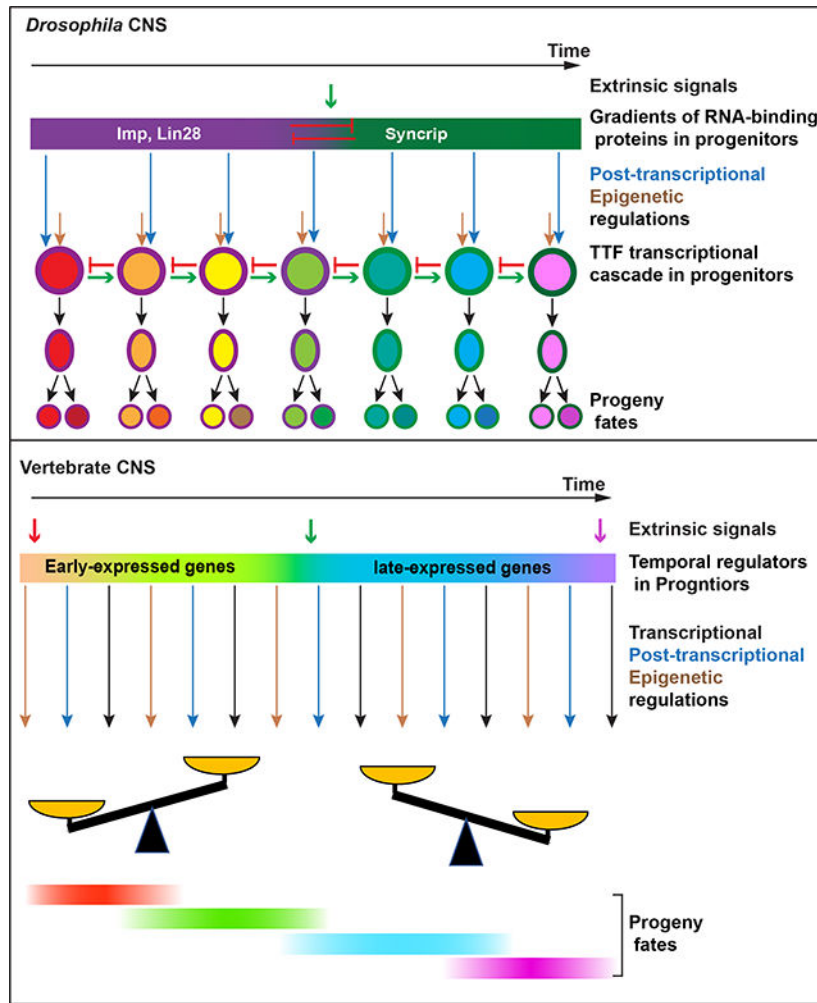 Drosophila CNS
Time
Extrinsic signals
Gradients of RNA-binding
proteins in progenitors
Imp, Lin28
Syncrip
Post-transcriptional
Epigenetic
regulations
TTF transcriptional
cascade in progenitors
Progeny
fates
Vertebrate CNS
Time
Extrinsic signals
Early-expressed genes
late-expressed genes
Temporal regulators
in Progntiors
Transcriptional
Post-transcriptional
Epigenetic
regulations
Progeny
fates